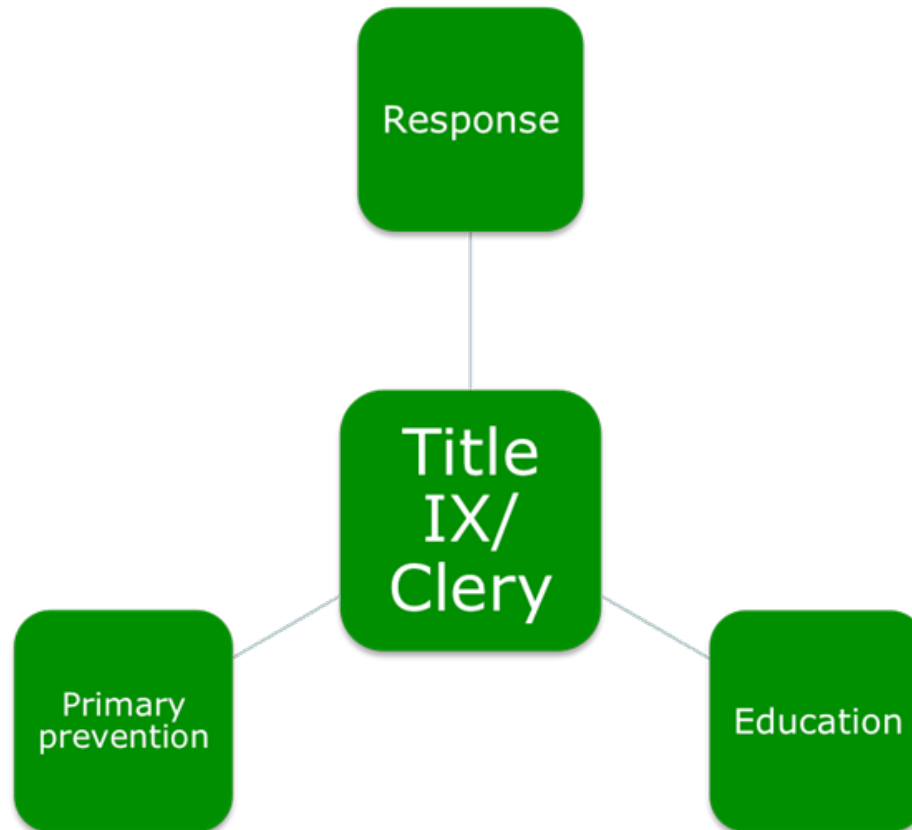 Response
Title
IX/
Clery
Primary
prevention
Education